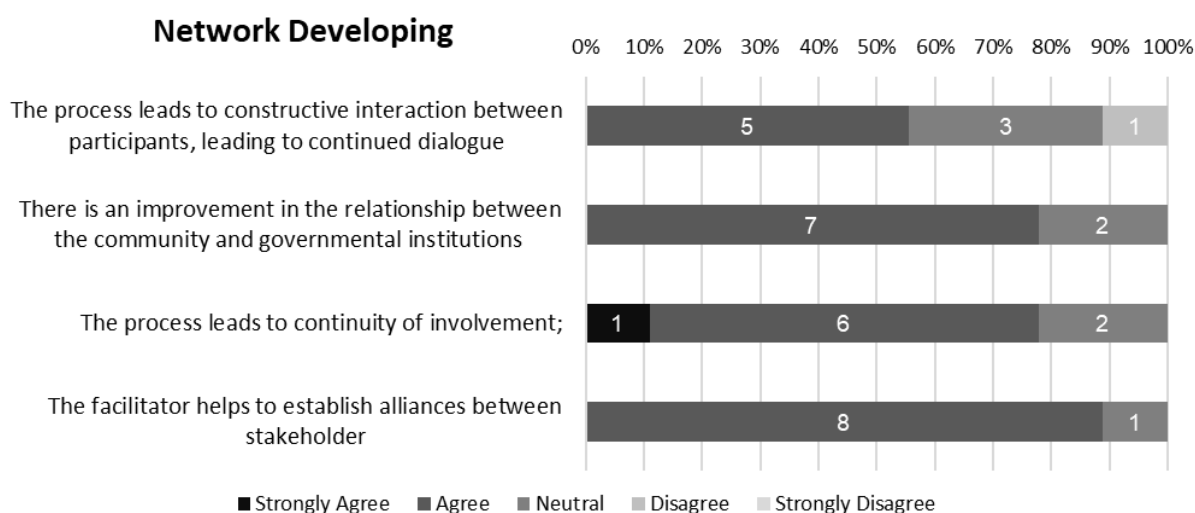 Network Developing
0% 10% 20% 30% 40% 50% 60% 70% 80% 90% 100%
The process leads to constructive interaction between
participants, leading to continued dialogue
5 3 1
There is an improvement in the relationship between
the community and governmental institutions
7 2
The process leads to continuity of involvement;
1 6 2
The facilitator helps to establish alliances between
stakeholder
8 1
Strongly Agree Agree Neutral Disagree Strongly Disagree